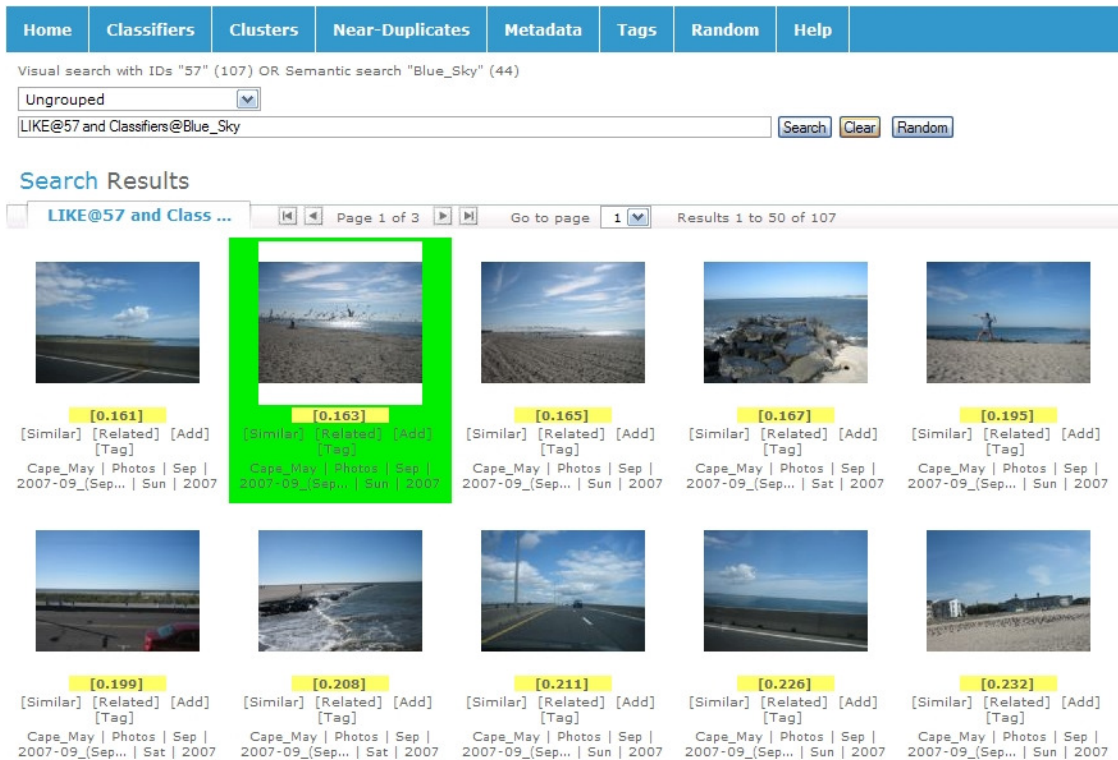 Home Classifiers Clusters Near-Duplicates Metadata Tags Random Help
Visual search with IDs "57" (107) OR Semantic search "Blue_Sky" (44)
Ungrouped
LIKE@57 and Classifiers@Blue_Sky Search Clear Random
Search Results
LIKE@57 and Class ... Page 1 of 3 Go to page 1 Results 1 to 50 of 107
[0.161] [0.163] [0.165] [0.167] [0.195]
[Similar] [Related] [Add] [Similar] [Related] [Add] [Similar] [Related] [Add] [Similar] [Related] [Add] [Similar] [Related] [Add]
[Tag] [Tag] [Tag] [Tag] [Tag]
Cape_May | Photos | Sep | Cape_May | Photos | Sep | Cape_May | Photos | Sep | Cape_May | Photos | Sep | Cape_May | Photos | Sep |
2007-09_(Sep... | Sun | 2007 2007-09_(Sep... | Sun | 2007 2007-09_(Sep... | Sun | 2007 2007-09_(Sep... | Sat | 2007 2007-09_(Sep... | Sun | 2007
[0.199] [0.208] [0.211] [0.226] [0.232]
[Similar] [Related] [Add] [Similar] [Related] [Add] [Similar] [Related] [Add] [Similar] [Related] [Add] [Similar] [Related] [Add]
[Tag] [Tag] [Tag] [Tag] [Tag]
Cape_May | Photos | Sep | Cape_May | Photos | Sep | Cape_May | Photos | Sep | Cape_May | Photos | Sep | Cape_May | Photos | Sep |
2007-09_(Sep... | Sat | 2007 2007-09_(Sep... | Sat | 2007 2007-09_(Sep... | Sun | 2007 2007-09_(Sep... | Sun | 2007 2007-09_(Sep... | Sun | 2007